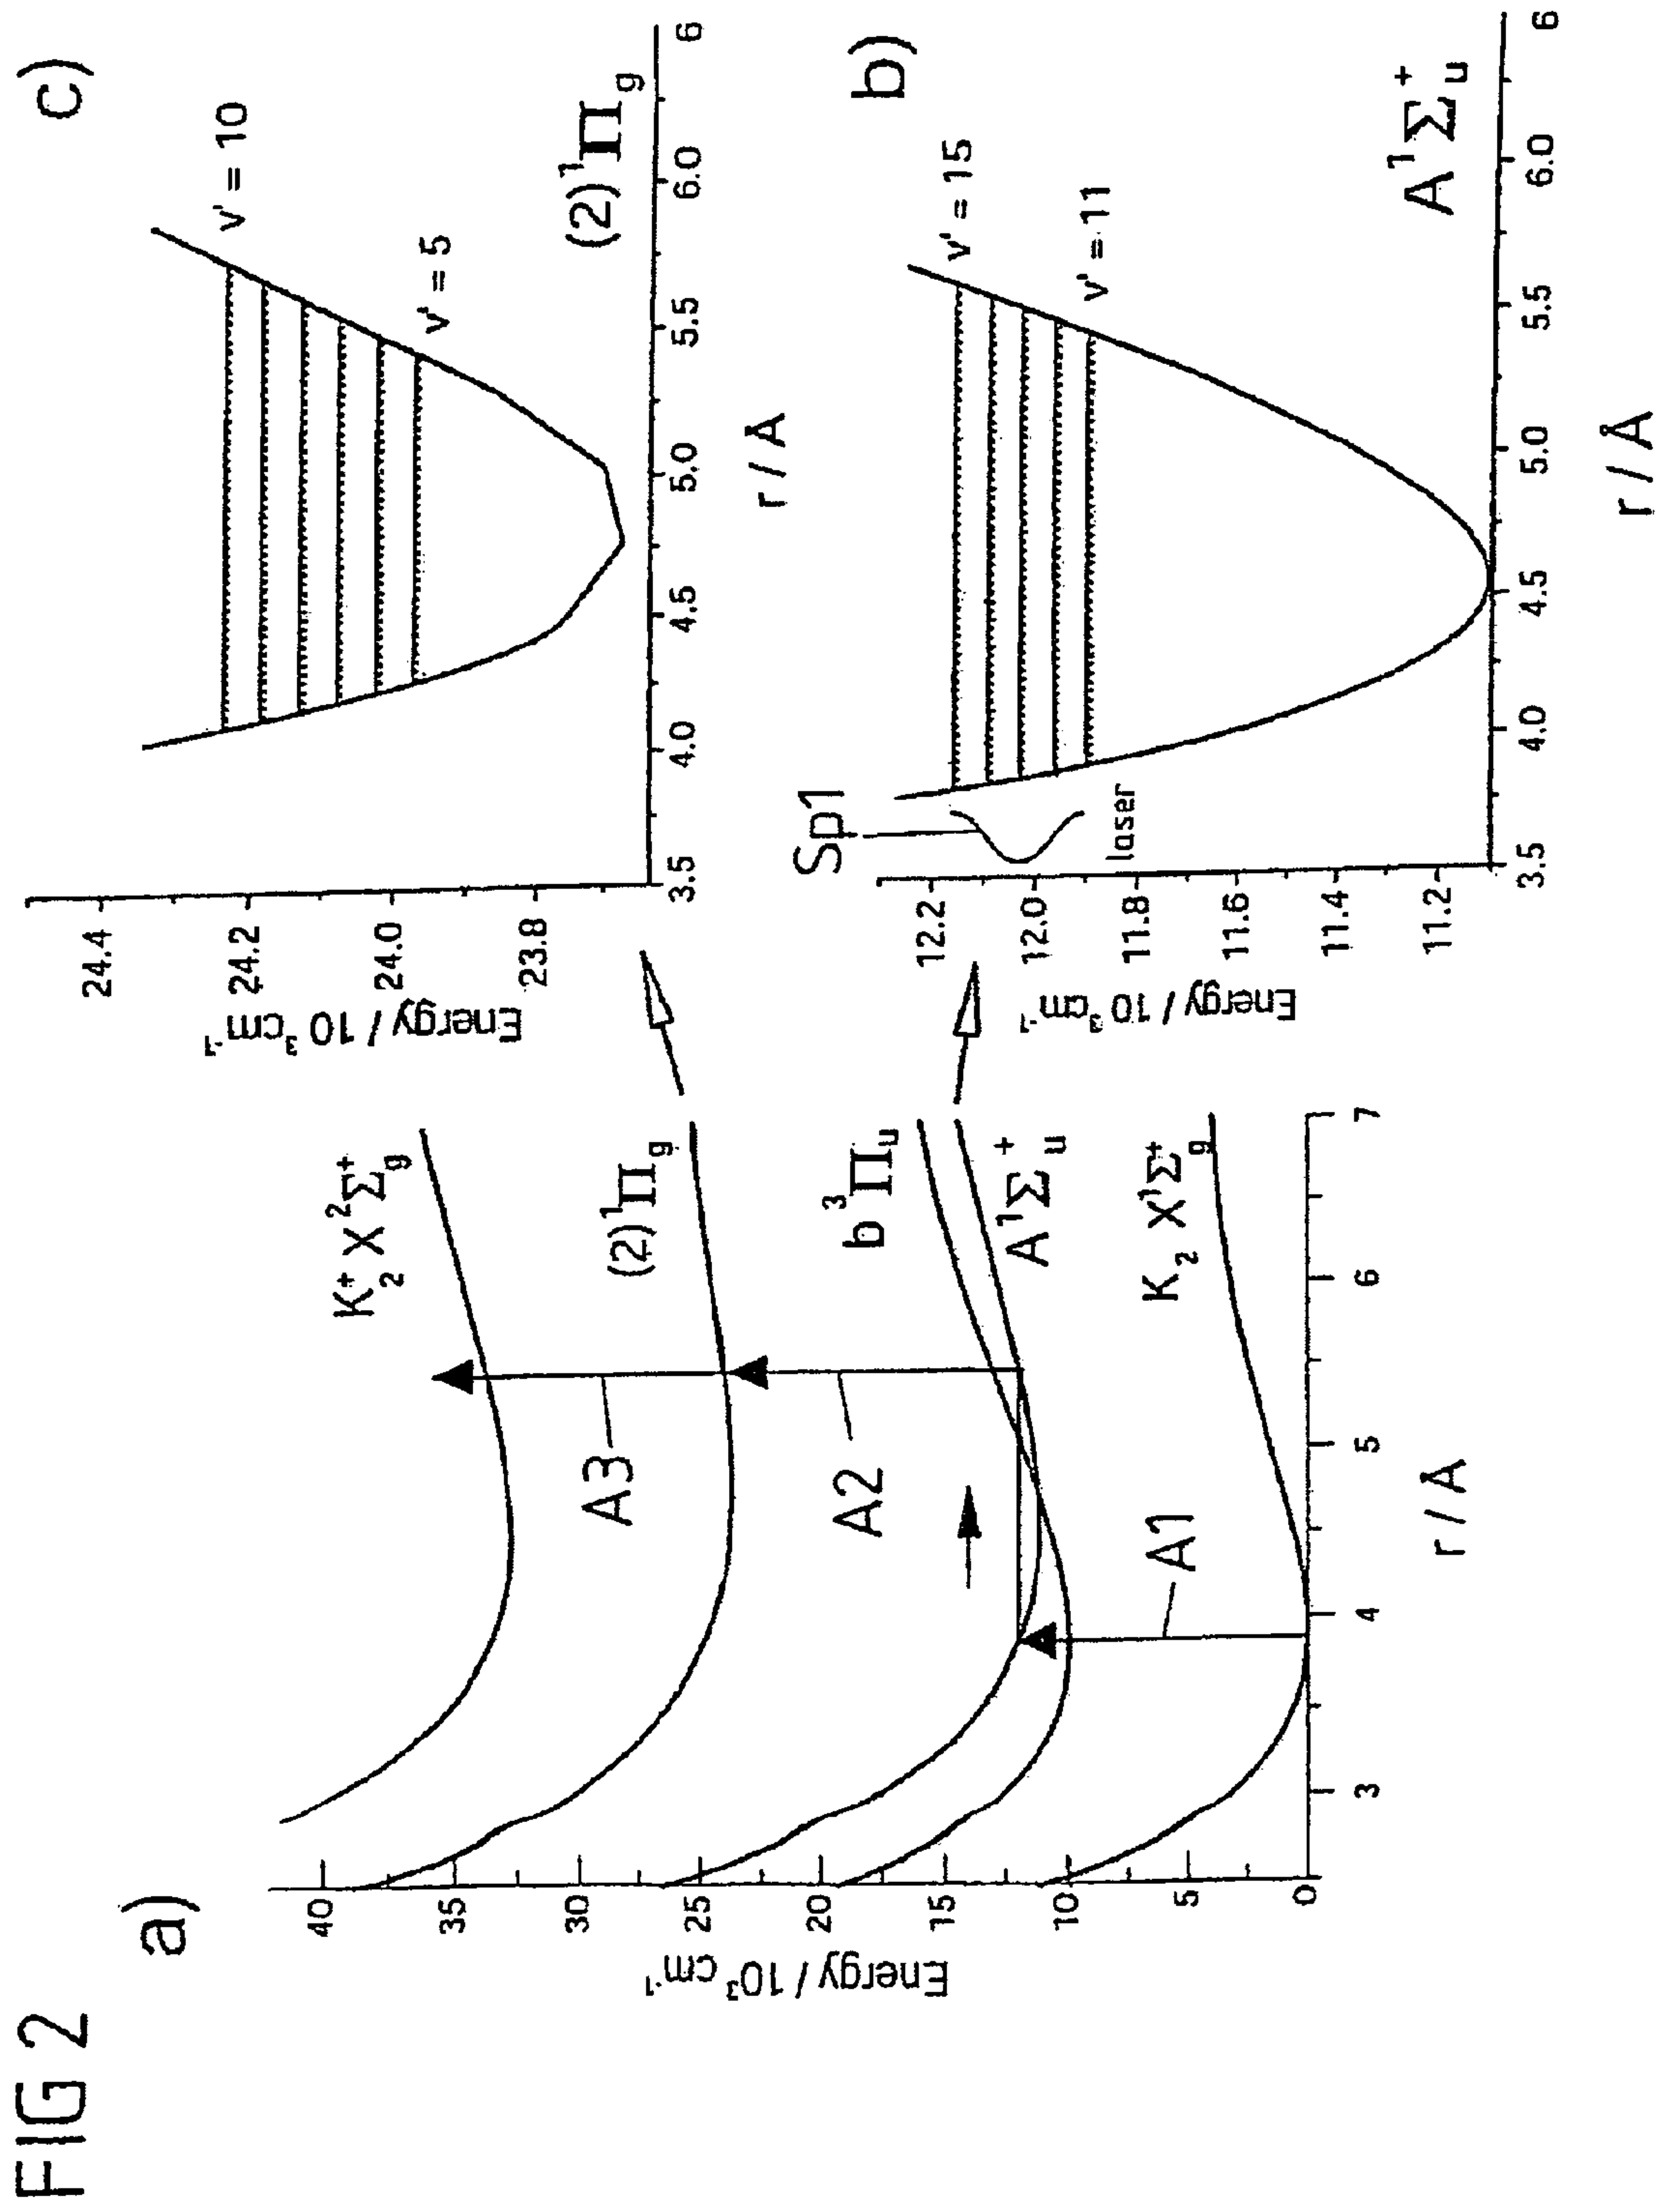 FIG 2
a)
Energy / 10³ cm⁻¹
40
35
30
25
20
15
10
5
0
3
4
5
6
7
r / Å
K₂⁺ X²Σg⁺
(2)¹Πg
b³Πu
A¹Σu⁺
K₂ X¹Σg⁺
A3
A2
A1
c)
Energy / 10³ cm⁻¹
24.4
24.2
24.0
23.8
3.5
4.0
4.5
5.0
5.5
6.0
6
r / Å
v' = 10
v' = 5
(2)¹Πg
b)
Energy / 10³ cm⁻¹
12.2
12.0
11.8
11.6
11.4
11.2
3.5
4.0
4.5
5.0
5.5
6.0
6
r / Å
Sp1
laser
v' = 15
v' = 11
A¹Σu⁺